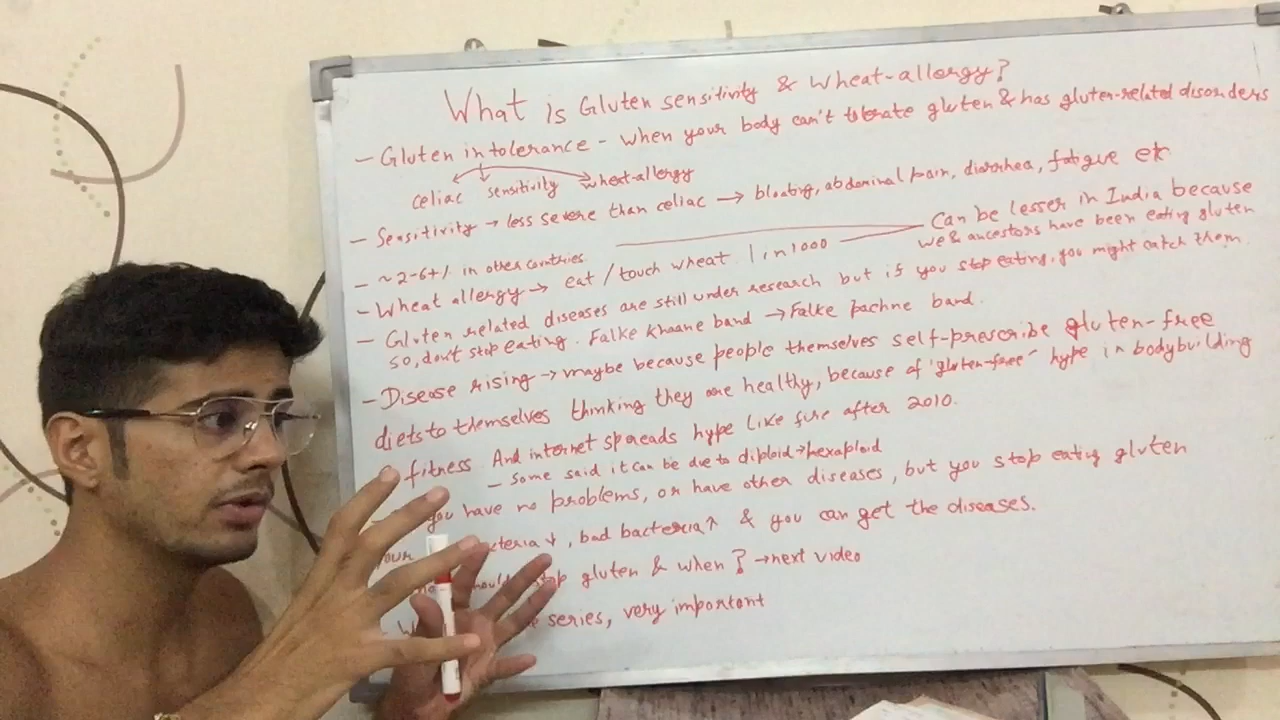 What is Gluten sensitivity & wheat-allergy?
- Gluten intolerance - when your body can't tolerate gluten & has gluten-related disorders
celiac sensitivity wheat-allergy
- Sensitivity → less severe than celiac → bloating, abdominal pain, diarrhea, fatigue etc
- ~2-6+% in other countries
Can be lesser in India because
we & ancestors have been eating gluten
- Wheat allergy → eat / touch wheat 1 in 1000
- Gluten related diseases are still under research but if you stop eating, you might catch them.
so, don't stop eating. Falke khaane band → Falke pachne band.
- Disease rising → maybe because people themselves self-prescribe gluten-free
diets to themselves thinking they are healthy, because of "gluten-free" hype in bodybuilding
fitness. And internet spreads hype like fire after 2010.
- Some said it can be due to diploid → hexaploid
you have no problems, or have other diseases, but you stop eating gluten
↓, bad bacteria ↑ & you can get the diseases.
stop gluten & when? → next video
series, very important